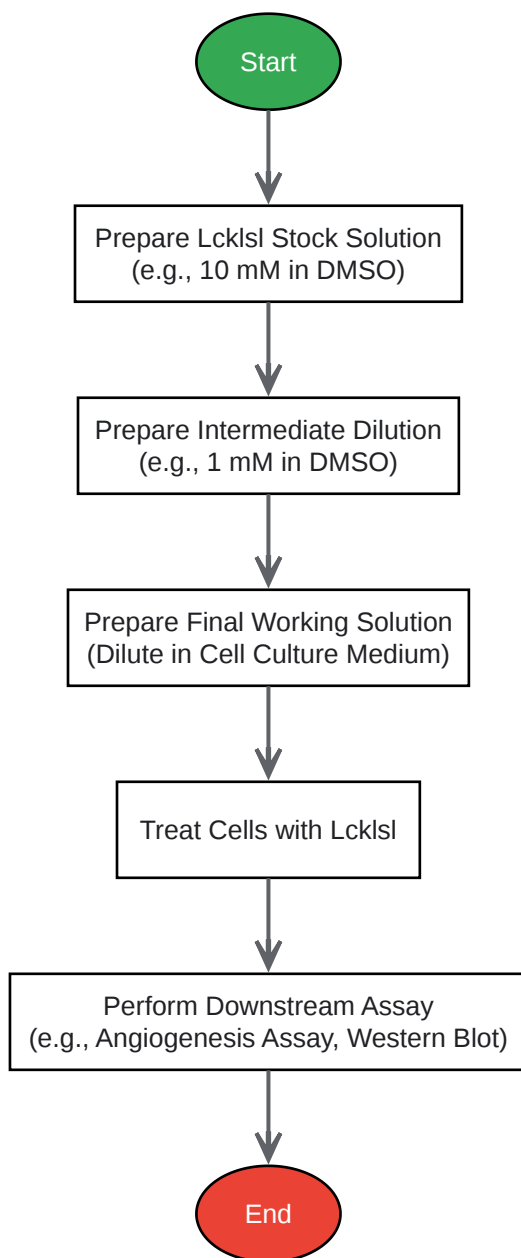 Start
Prepare Lcklsl Stock Solution
(e.g., 10 mM in DMSO)
Prepare Intermediate Dilution
(e.g., 1 mM in DMSO)
Prepare Final Working Solution
(Dilute in Cell Culture Medium)
Treat Cells with Lcklsl
Perform Downstream Assay
(e.g., Angiogenesis Assay, Western Blot)
End